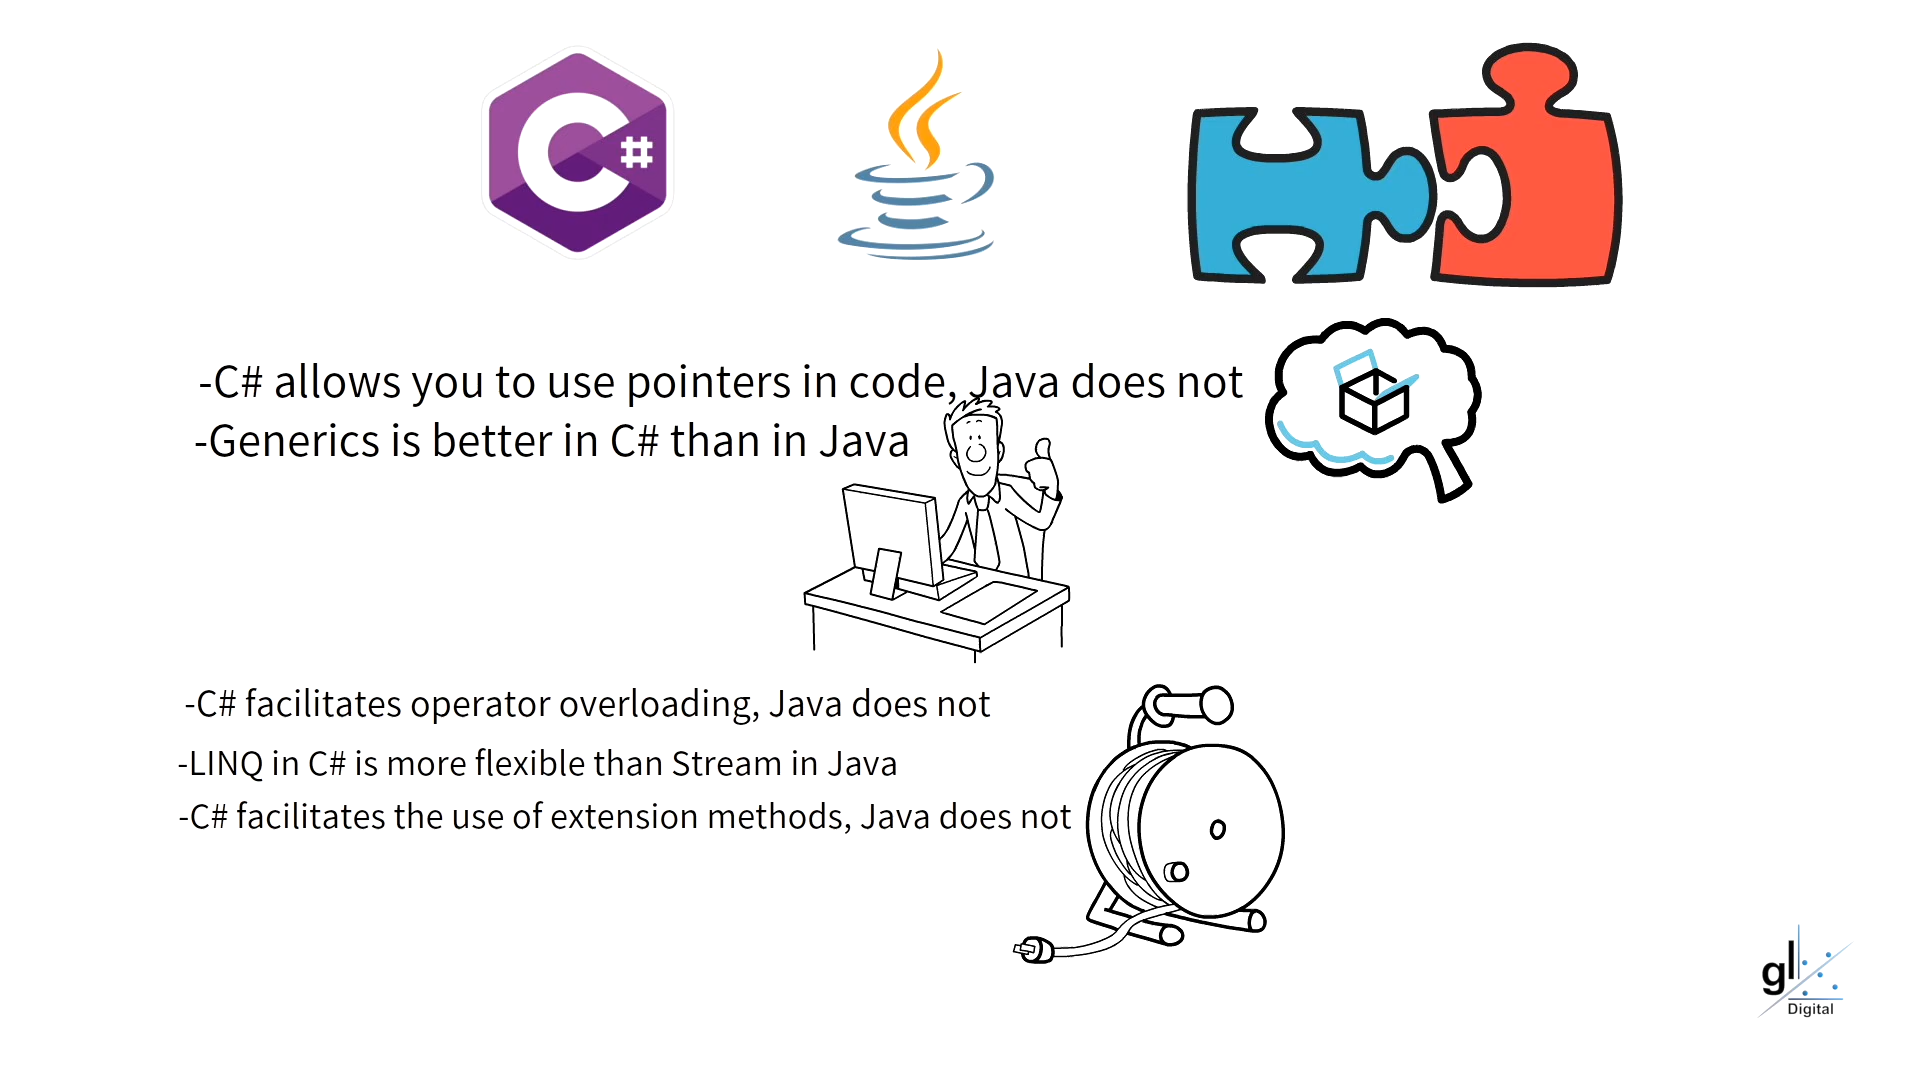 C#
-C# allows you to use pointers in code, Java does not
-Generics is better in C# than in Java
-C# facilitates operator overloading, Java does not
-LINQ in C# is more flexible than Stream in Java
-C# facilitates the use of extension methods, Java does not
gl
Digital